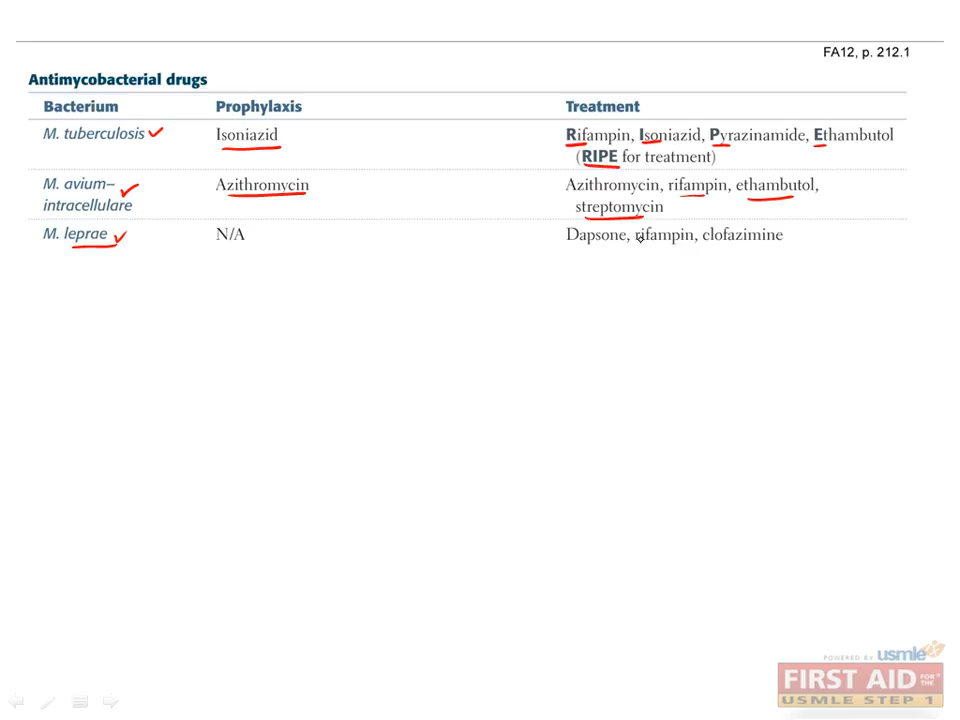 FA12, p. 212.1
Antimycobacterial drugs
Bacterium Prophylaxis Treatment
M. tuberculosis Isoniazid Rifampin, Isoniazid, Pyrazinamide, Ethambutol
(RIPE for treatment)
M. avium– Azithromycin Azithromycin, rifampin, ethambutol,
intracellulare streptomycin
M. leprae N/A Dapsone, rifampin, clofazimine
POWERED BY usmle
FIRST AID FOR THE
USMLE STEP 1